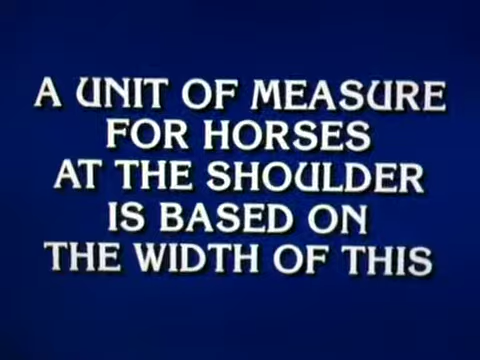 A UNIT OF MEASURE
FOR HORSES
AT THE SHOULDER
IS BASED ON
THE WIDTH OF THIS